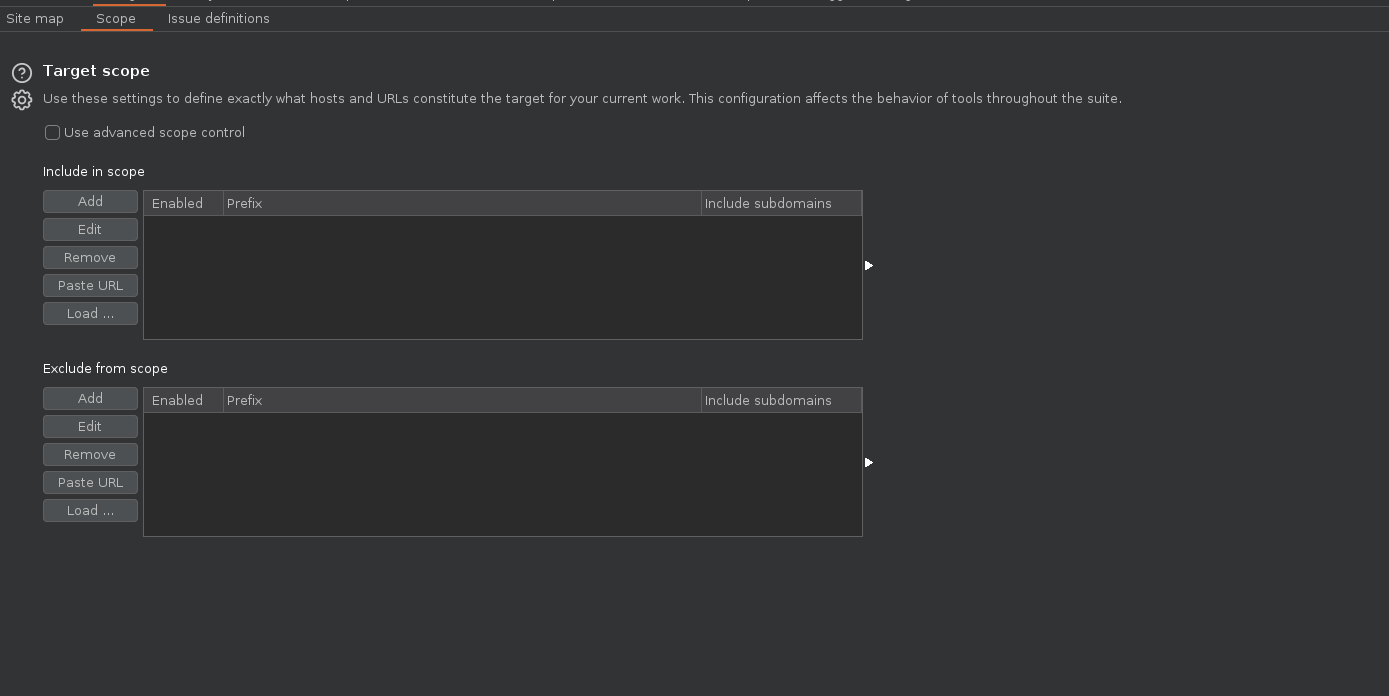 Site map Scope Issue definitions
Target scope
Use these settings to define exactly what hosts and URLs constitute the target for your current work. This configuration affects the behavior of tools throughout the suite.
Use advanced scope control
Include in scope
Add
Edit
Remove
Paste URL
Load ...
Enabled Prefix Include subdomains
Exclude from scope
Add
Edit
Remove
Paste URL
Load ...
Enabled Prefix Include subdomains